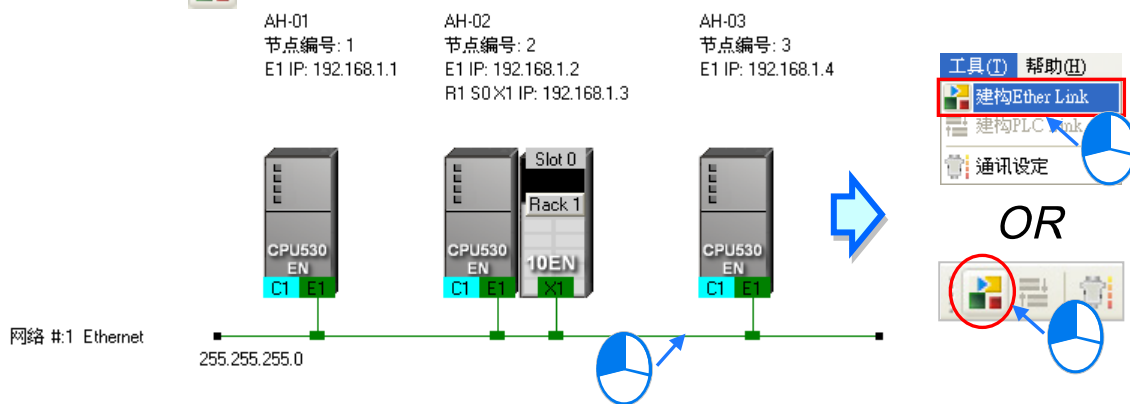 AH-01
节点编号: 1
E1 IP: 192.168.1.1
AH-02
节点编号: 2
E1 IP: 192.168.1.2
R1 S0 X1 IP: 192.168.1.3
AH-03
节点编号: 3
E1 IP: 192.168.1.4
CPU530
EN
C1 E1
CPU530
EN
C1 E1
Slot 0
Rack 1
10EN
X1
CPU530
EN
C1 E1
网络 #:1 Ethernet
255.255.255.0
工具(T) 帮助(H)
建构Ether Link
建构PLC
通讯设定
OR